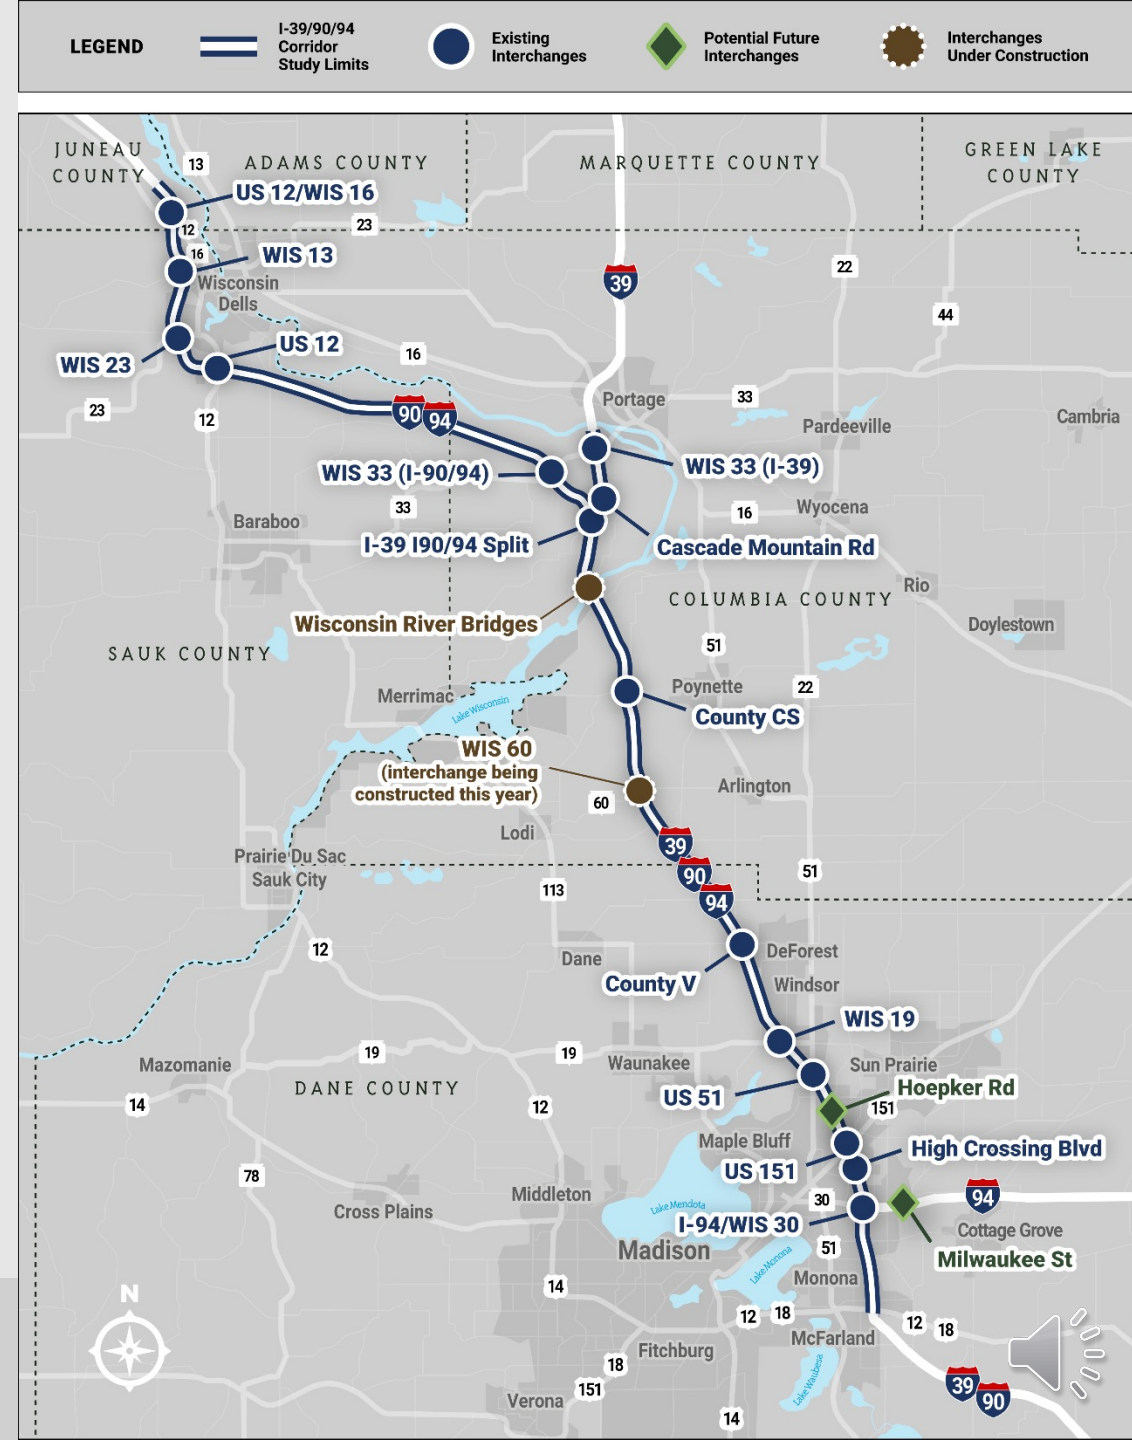 LEGEND
I-39/90/94
Corridor
Study Limits
Existing
Interchanges
Potential Future
Interchanges
Interchanges
Under Construction
JUNEAU
COUNTY
13
ADAMS COUNTY
MARQUETTE COUNTY
GREEN LAKE
COUNTY
US 12/WIS 16
23
12
16
WIS 13
Wisconsin
Dells
39
22
44
US 12
WIS 23
16
23
12
90
94
Portage
33
Pardeeville
Cambria
WIS 33 (I-90/94)
WIS 33 (I-39)
33
16
Wyocena
Baraboo
I-39 I90/94 Split
Cascade Mountain Rd
Rio
COLUMBIA COUNTY
Wisconsin River Bridges
Doylestown
SAUK COUNTY
51
Merrimac
Lake Wisconsin
Poynette
22
County CS
WIS 60
(interchange being
constructed this year)
60
Arlington
Lodi
39
90
94
Prairie Du Sac
Sauk City
113
51
12
Dane
DeForest
County V
Windsor
WIS 19
19
19
Waunakee
Sun Prairie
Mazomanie
DANE COUNTY
US 51
Hoepker Rd
14
12
151
Maple Bluff
High Crossing Blvd
US 151
78
Middleton
Lake Mendota
30
94
Cross Plains
I-94/WIS 30
Cottage Grove
Madison
51
Milwaukee St
Lake Monona
Monona
N
14
12
18
12
18
McFarland
Fitchburg
18
Lake Waubesa
39
90
151
Verona
14